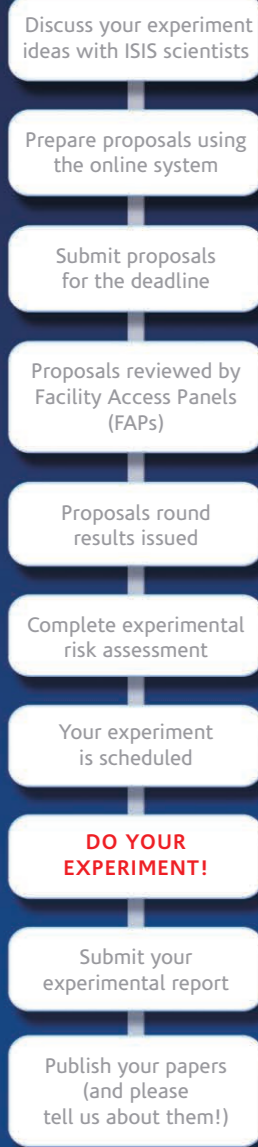 Discuss your experiment
ideas with ISIS scientists
Prepare proposals using
the online system
Submit proposals
for the deadline
Proposals reviewed by
Facility Access Panels
(FAPs)
Proposals round
results issued
Complete experimental
risk assessment
Your experiment
is scheduled
DO YOUR
EXPERIMENT!
Submit your
experimental report
Publish your papers
(and please
tell us about them!)